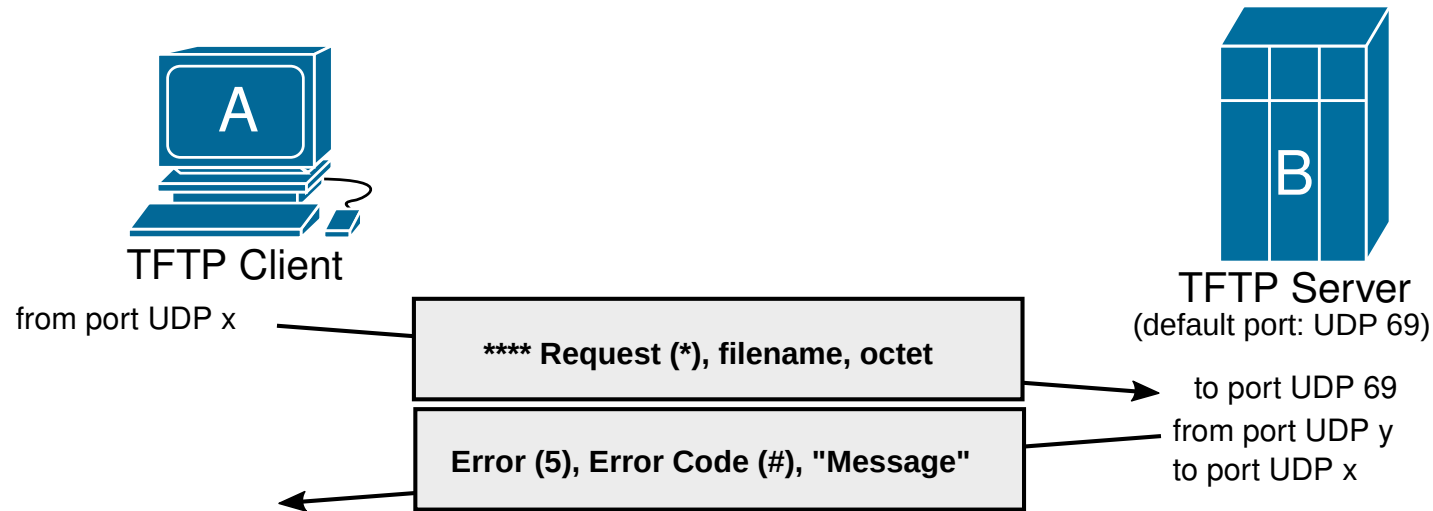 A
B
TFTP Client
TFTP Server
(default port: UDP 69)
from port UDP x
**** Request (*), filename, octet
to port UDP 69
from port UDP y
to port UDP x
Error (5), Error Code (#), "Message"